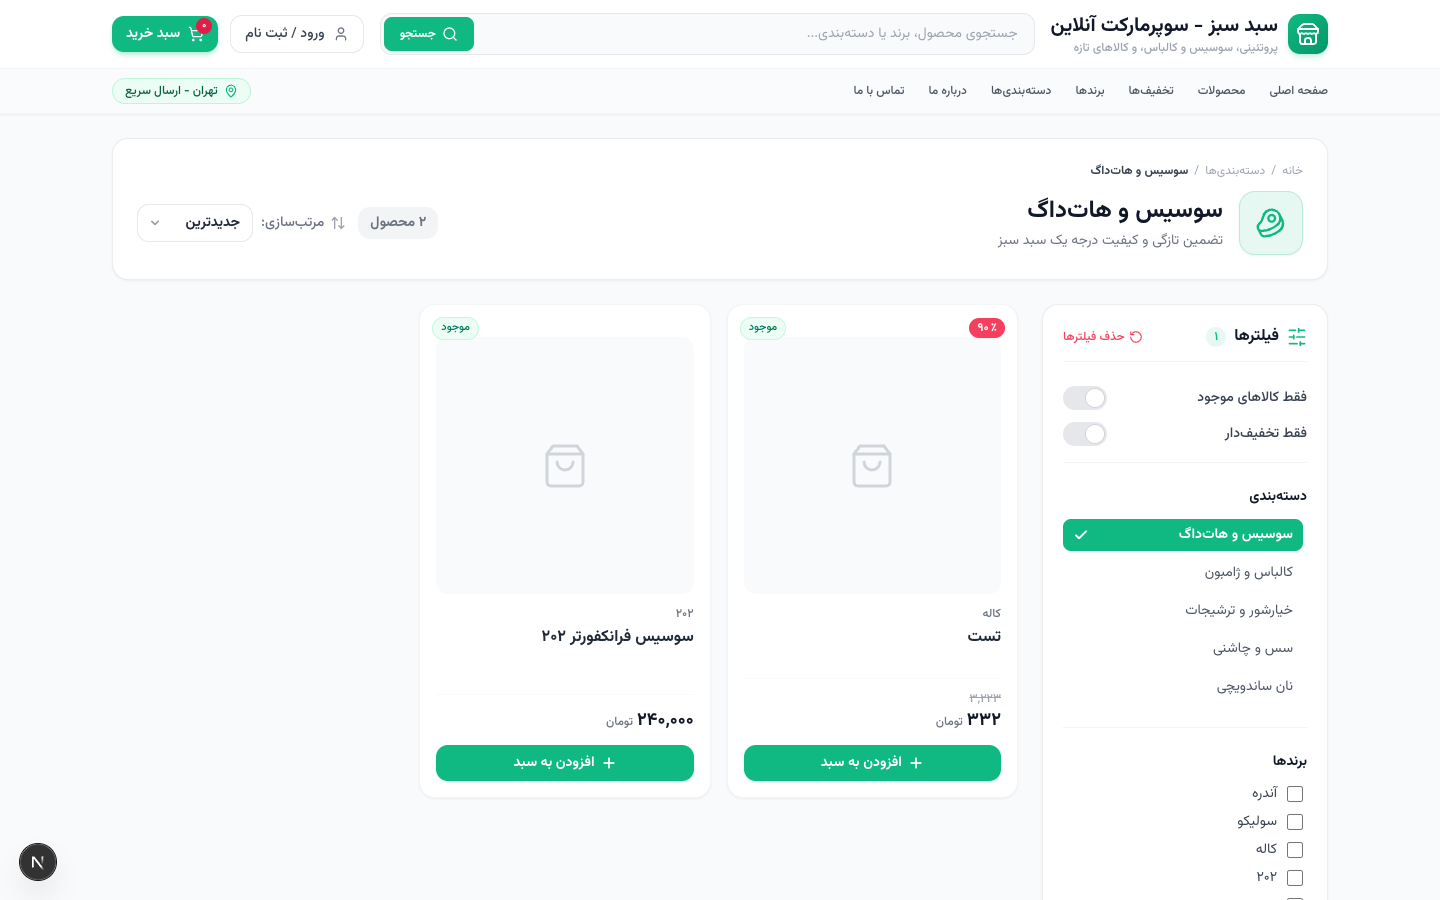 سبد سبز - سوپرمارکت آنلاین
پروتئینی، سوسیس و کالباس، و کالاهای تازه
جستجوی محصول، برند یا دسته‌بندی...
جستجو
ورود / ثبت نام
سبد خرید
۰
صفحه اصلی
محصولات
تخفیف‌ها
برندها
دسته‌بندی‌ها
درباره ما
تماس با ما
تهران - ارسال سریع
خانه / دسته‌بندی‌ها / سوسیس و هات‌داگ
سوسیس و هات‌داگ
تضمین تازگی و کیفیت درجه یک سبد سبز
۲ محصول
مرتب‌سازی:
جدیدترین
فیلترها
۱
حذف فیلترها
فقط کالاهای موجود
فقط تخفیف‌دار
دسته‌بندی
سوسیس و هات‌داگ
کالباس و ژامبون
خیارشور و ترشیجات
سس و چاشنی
نان ساندویچی
برندها
آندره
سولیکو
کاله
۲۰۲
۹۰٪
موجود
کاله
تست
۳,۲۲۳
۳۳۲ تومان
افزودن به سبد
موجود
۲۰۲
سوسیس فرانکفورتر ۲۰۲
۲۴۰,۰۰۰ تومان
افزودن به سبد
N